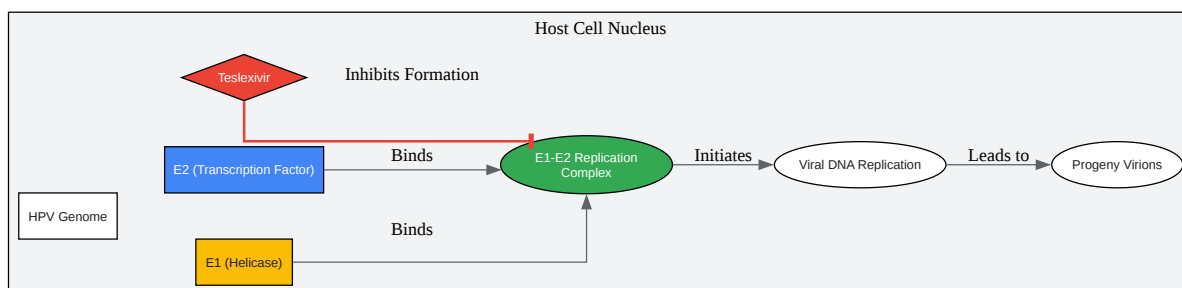 Host Cell Nucleus
Teslexivir
Inhibits Formation
E2 (Transcription Factor)
Binds
E1-E2 Replication
Complex
Initiates
Viral DNA Replication
Leads to
Progeny Virions
HPV Genome
Binds
E1 (Helicase)